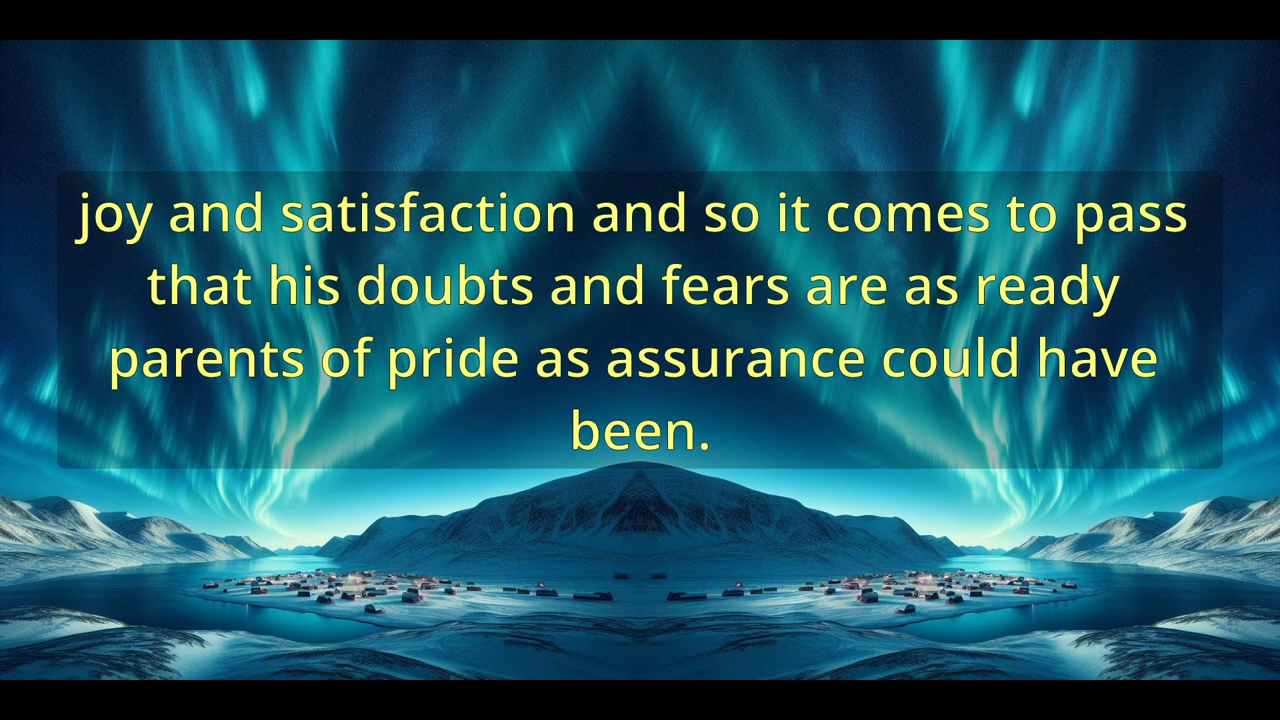 joy and satisfaction and so it comes to pass
that his doubts and fears are as ready
parents of pride as assurance could have
been.